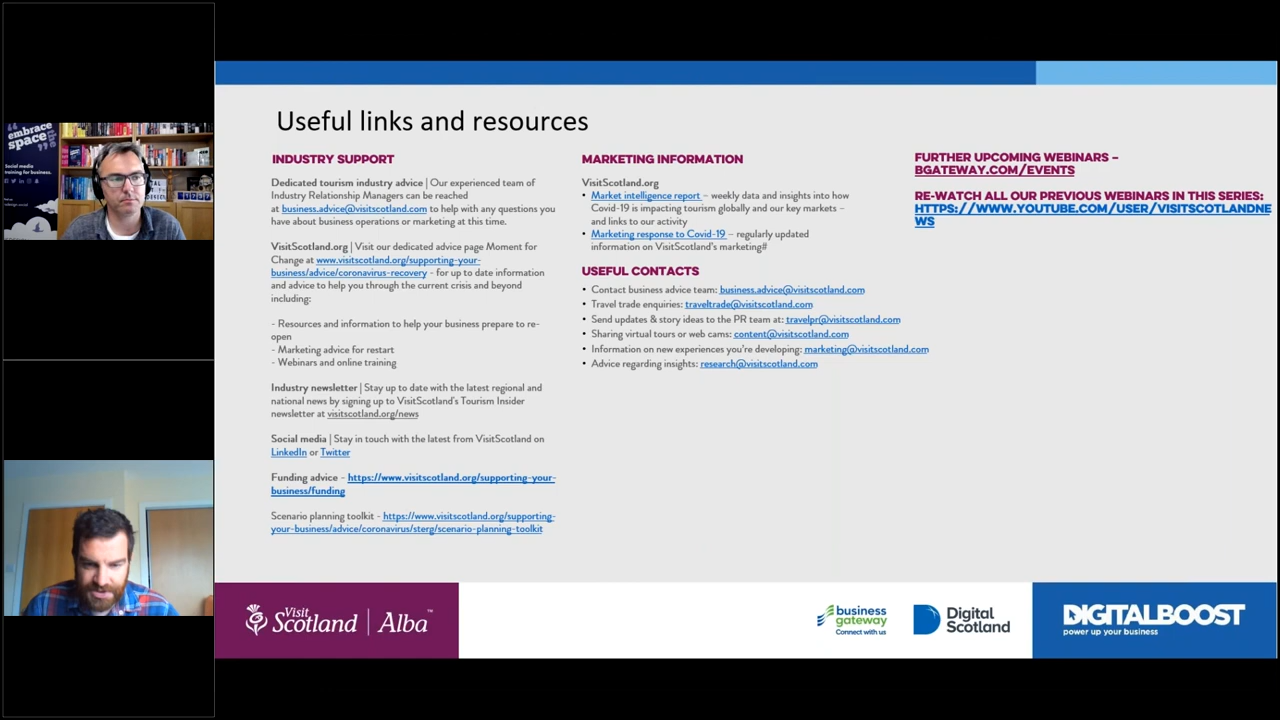 embrace
the
space
Social media
training for business.
Useful links and resources
INDUSTRY SUPPORT
Dedicated tourism industry advice | Our experienced team of
Industry Relationship Managers can be reached
at business.advice@visitscotland.com to help with any questions you
have about business operations or marketing at this time.
VisitScotland.org | Visit our dedicated advice page Moment for
Change at www.visitscotland.org/supporting-your-
business/advice/coronavirus-recovery - for up to date information
and advice to help you through the current crisis and beyond
including:
- Resources and information to help your business prepare to re-
open
- Marketing advice for restart
- Webinars and online training
Industry newsletter | Stay up to date with the latest regional and
national news by signing up to VisitScotland's Tourism Insider
newsletter at visitscotland.org/news
Social media | Stay in touch with the latest from VisitScotland on
LinkedIn or Twitter
Funding advice – https://www.visitscotland.org/supporting-your-
business/funding
Scenario planning toolkit - https://www.visitscotland.org/supporting-
your-business/advice/coronavirus/sterg/scenario-planning-toolkit
MARKETING INFORMATION
VisitScotland.org
• Market intelligence report – weekly data and insights into how
Covid-19 is impacting tourism globally and our key markets –
and links to our activity
• Marketing response to Covid-19 – regularly updated
information on VisitScotland's marketing#
USEFUL CONTACTS
• Contact business advice team: business.advice@visitscotland.com
• Travel trade enquiries: traveltrade@visitscotland.com
• Send updates & story ideas to the PR team at: travelpr@visitscotland.com
• Sharing virtual tours or web cams: content@visitscotland.com
• Information on new experiences you're developing: marketing@visitscotland.com
• Advice regarding insights: research@visitscotland.com
FURTHER UPCOMING WEBINARS –
BGATEWAY.COM/EVENTS
RE-WATCH ALL OUR PREVIOUS WEBINARS IN THIS SERIES:
HTTPS://WWW.YOUTUBE.COM/USER/VISITSCOTLANDNE
WS
Visit
Scotland | Alba™
business
gateway
Connect with us
Digital
Scotland
DIGITALBOOST
power up your business